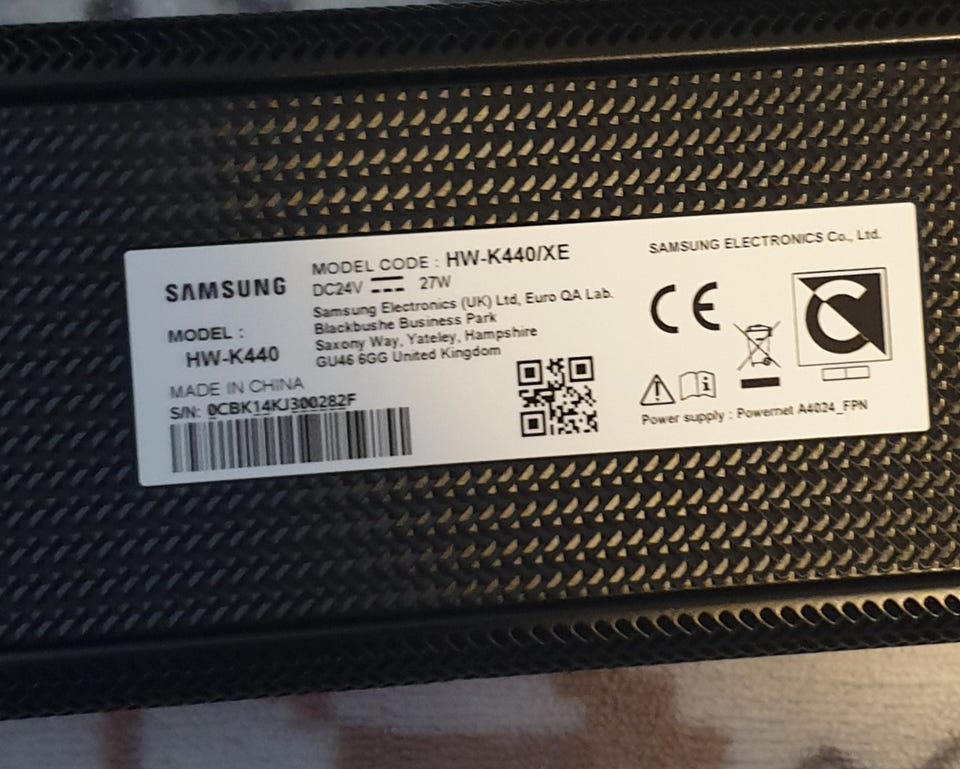 SAMSUNG
MODEL :
HW-K440
MADE IN CHINA
S/N: 0CBK14KJ300282F
MODEL CODE : HW-K440/XE
DC24V 27W
Samsung Electronics (UK) Ltd, Euro QA Lab.
Blackbushe Business Park
Saxony Way, Yateley, Hampshire
GU46 6GG United Kingdom
SAMSUNG ELECTRONICS Co., Ltd.
CE
Power supply : Powernet A4024_FPN